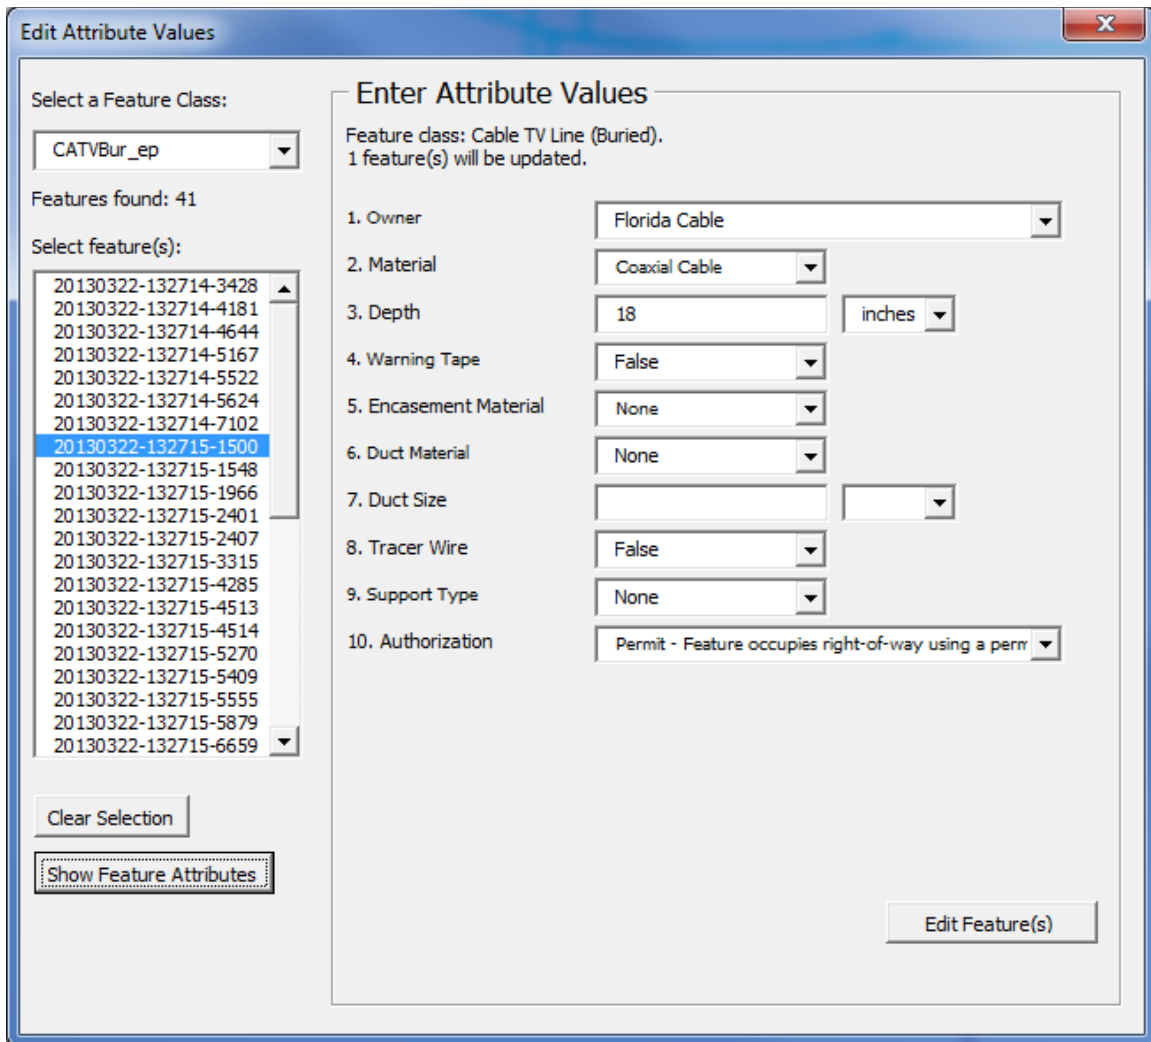 Edit Attribute Values
Select a Feature Class:
CATVBur_ep
Features found: 41
Select feature(s):
20130322-132714-3428
20130322-132714-4181
20130322-132714-4644
20130322-132714-5167
20130322-132714-5522
20130322-132714-5624
20130322-132714-7102
20130322-132715-1500
20130322-132715-1548
20130322-132715-1966
20130322-132715-2401
20130322-132715-2407
20130322-132715-3315
20130322-132715-4285
20130322-132715-4513
20130322-132715-4514
20130322-132715-5270
20130322-132715-5409
20130322-132715-5555
20130322-132715-5879
20130322-132715-6659
Clear Selection
Show Feature Attributes
Enter Attribute Values
Feature class: Cable TV Line (Buried).
1 feature(s) will be updated.
1. Owner Florida Cable
2. Material Coaxial Cable
3. Depth 18 inches
4. Warning Tape False
5. Encasement Material None
6. Duct Material None
7. Duct Size
8. Tracer Wire False
9. Support Type None
10. Authorization Permit - Feature occupies right-of-way using a perm
Edit Feature(s)